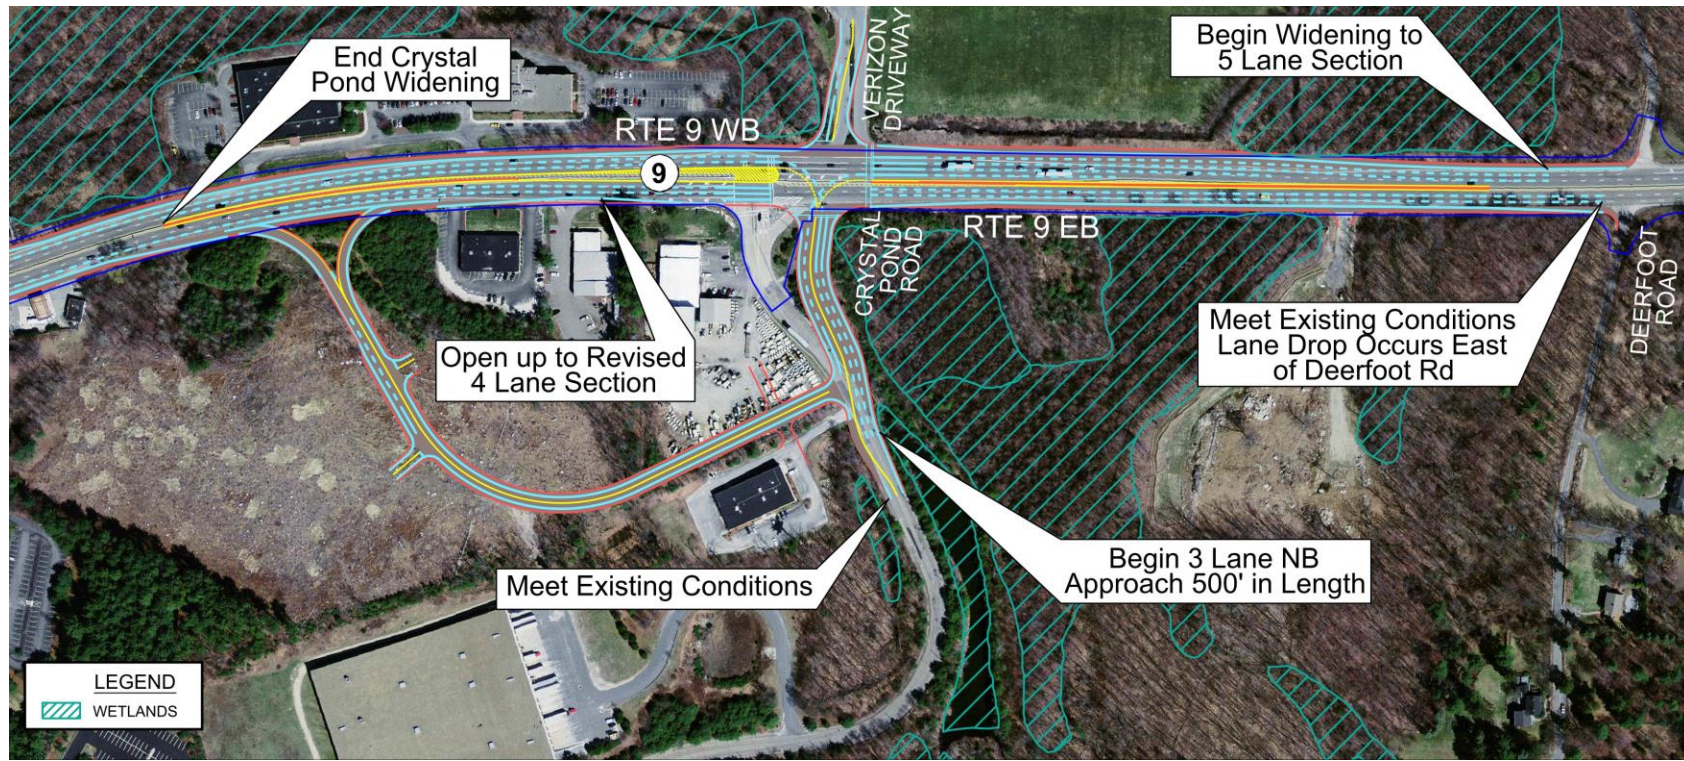 End Crystal
Pond Widening
RTE 9 WB
9
VERIZON
DRIVEWAY
Begin Widening to
5 Lane Section
RTE 9 EB
CRYSTAL
POND
ROAD
DEERFOOT
ROAD
Open up to Revised
4 Lane Section
Meet Existing Conditions
Lane Drop Occurs East
of Deerfoot Rd
Meet Existing Conditions
Begin 3 Lane NB
Approach 500' in Length
LEGEND
WETLANDS